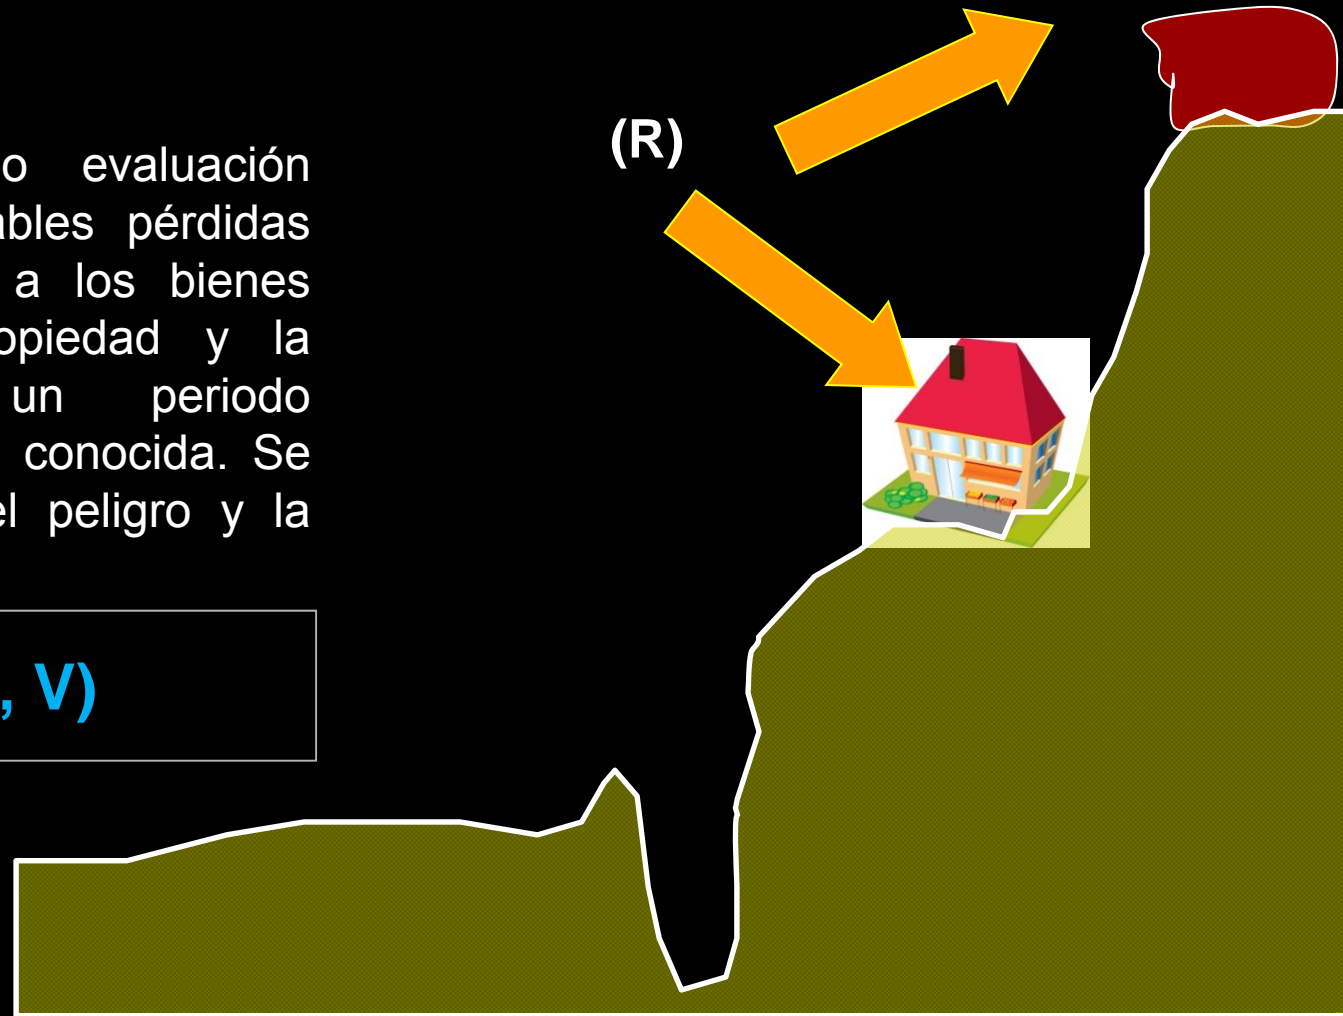 o evaluación
ables pérdidas
a los bienes
opiedad y la
un periodo
conocida. Se
el peligro y la
, V)
(R)